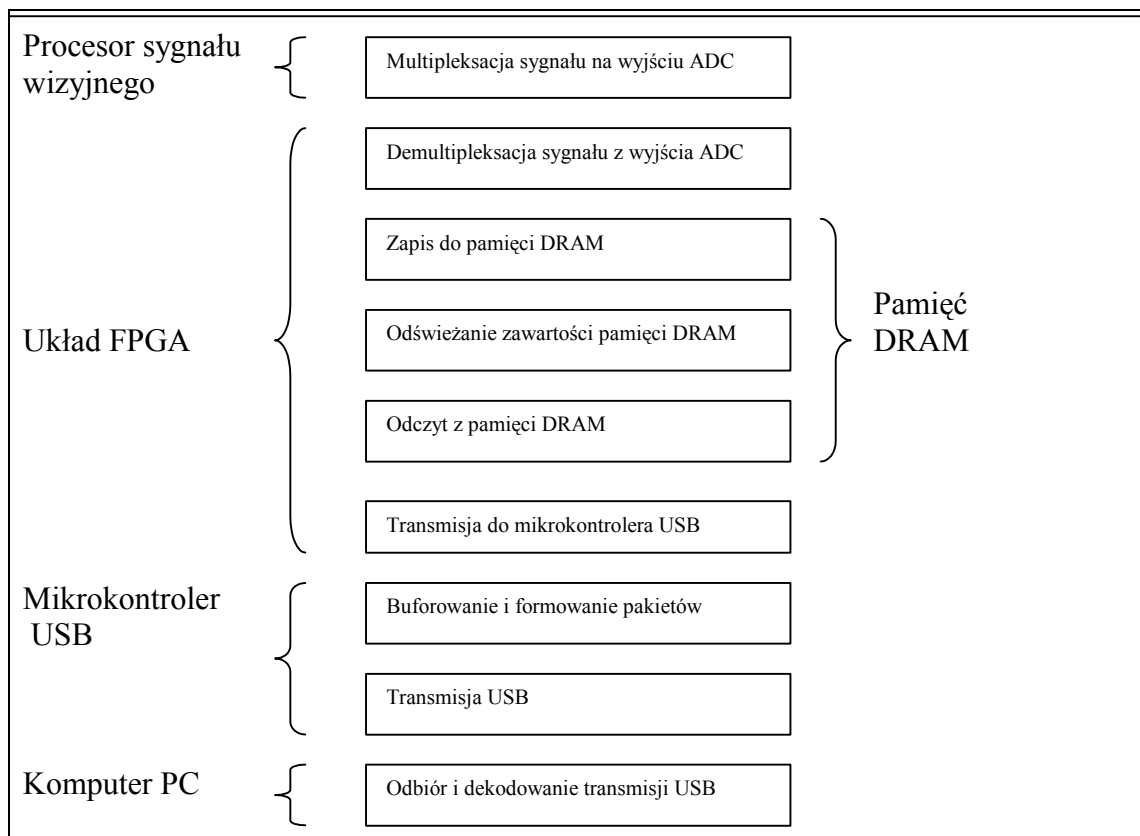 Procesor sygnału
wizyjnego
Multipleksacja sygnału na wyjściu ADC
Demultipleksacja sygnału z wyjścia ADC
Zapis do pamięci DRAM
Układ FPGA
Odświeżanie zawartości pamięci DRAM
Pamięć
DRAM
Odczyt z pamięci DRAM
Transmisja do mikrokontrolera USB
Mikrokontroler
USB
Buforowanie i formowanie pakietów
Transmisja USB
Komputer PC
Odbiór i dekodowanie transmisji USB